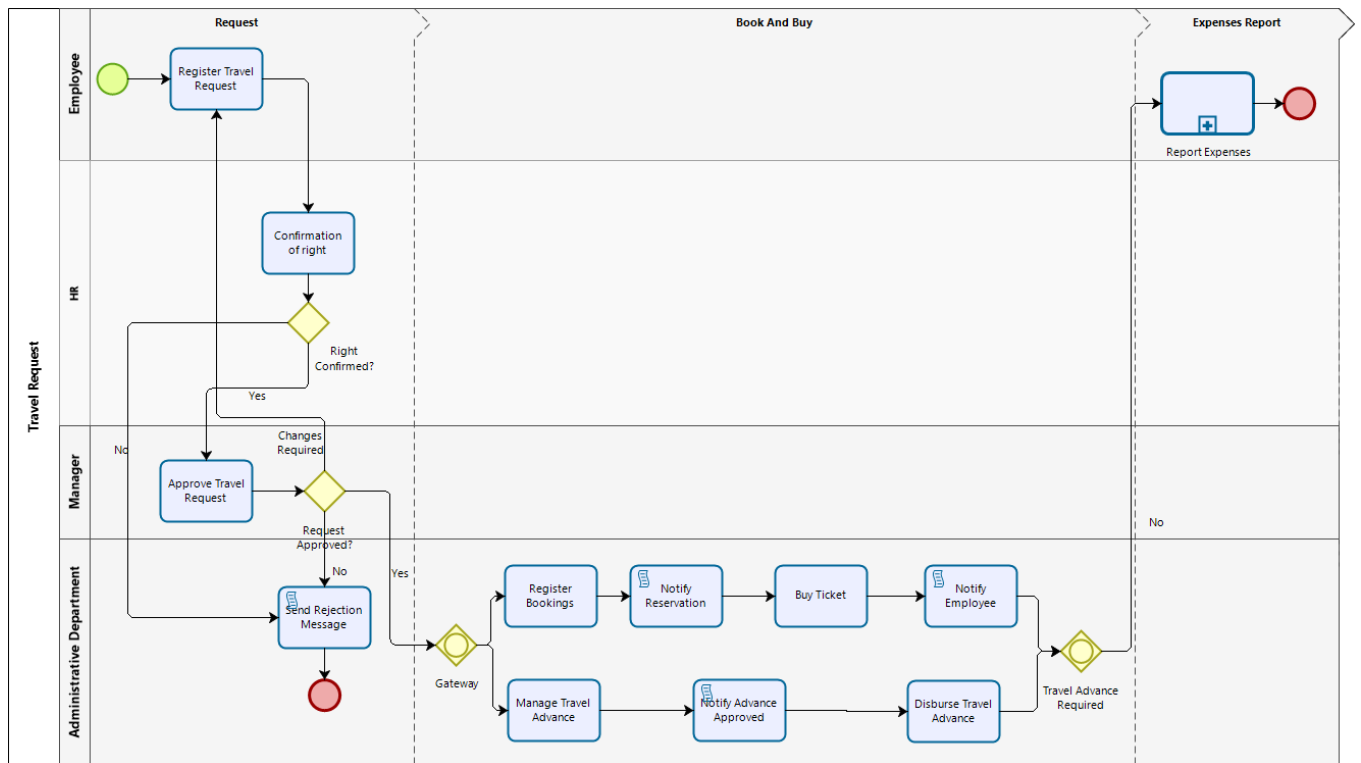 Request
Book And Buy
Expenses Report
Travel Request
Employee
Register Travel
Request
Report Expenses
HR
Confirmation
of right
Right
Confirmed?
Yes
No
Manager
Changes
Required
Approve Travel
Request
Request
Approved?
No
Administrative Department
No
Yes
Send Rejection
Message
Gateway
Register
Bookings
Notify
Reservation
Buy Ticket
Notify
Employee
Manage Travel
Advance
Notify Advance
Approved
Disburse Travel
Advance
Travel Advance
Required